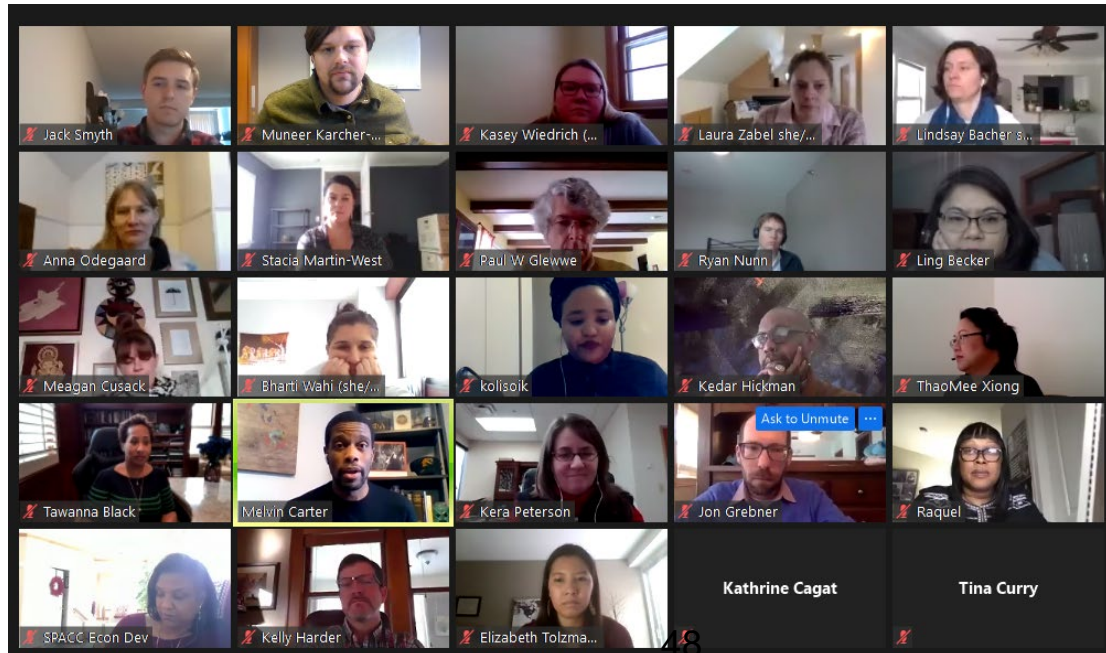 Jack Smyth
Muneer Karcher-...
Kasey Wiedrich (...
Laura Zabel she/...
Lindsay Bacher s...
Anna Odegaard
Stacia Martin-West
Paul W Glewwe
Ryan Nunn
Ling Becker
Meagan Cusack
Bharti Wahi (she/...
kolisoik
Kedar Hickman
ThaoMee Xiong
Ask to Unmute ...
Tawanna Black
Melvin Carter
Kera Peterson
Jon Grebner
Raquel
Kathrine Cagat
Tina Curry
SPACC Econ Dev
Kelly Harder
Elizabeth Tolzma...
48